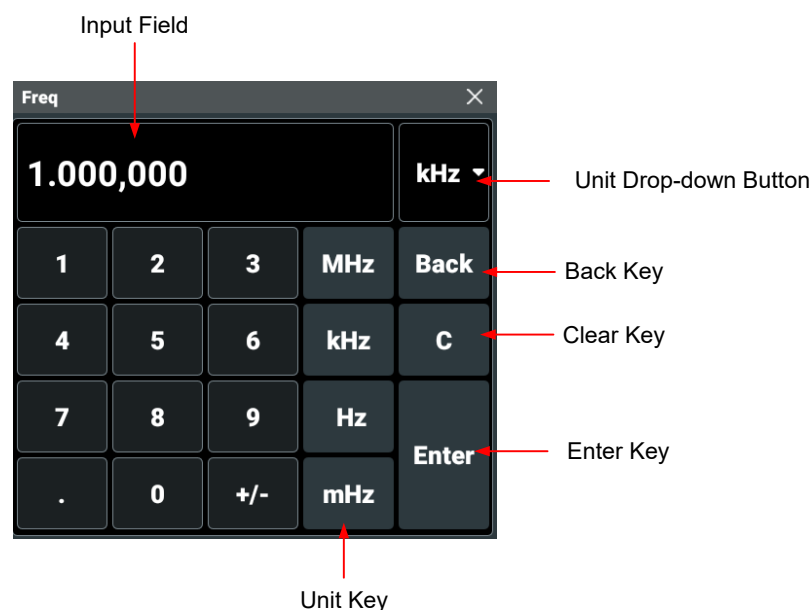 Input Field
Freq
1.000,000 kHz
Unit Drop-down Button
1 2 3 MHz Back
Back Key
4 5 6 kHz C
Clear Key
7 8 9 Hz
Enter
Enter Key
. 0 +/- mHz
Unit Key